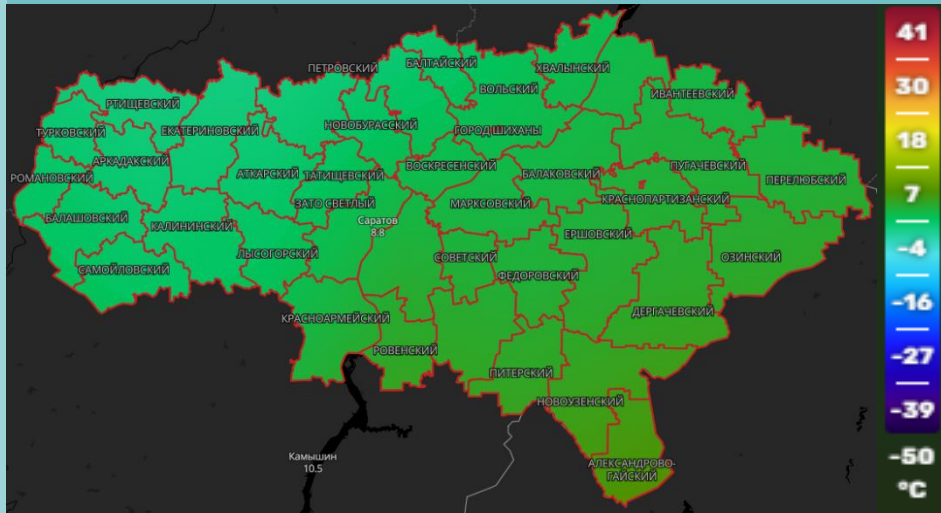 ПЕТРОВСКИЙ
БАЛТАЙСКИЙ
ХВАЛЫНСКИЙ
ВОЛЬСКИЙ
ИВАНТЕЕВСКИЙ
РТИЩЕВСКИЙ
ТУРКОВСКИЙ
ЕКАТЕРИНОВСКИЙ
НОВОБУРАССКИЙ
ГОРОД ШИХАНЫ
АРКАДАКСКИЙ
РОМАНОВСКИЙ
АТКАРСКИЙ
ТАТИЩЕВСКИЙ
ВОСКРЕСЕНСКИЙ
БАЛАКОВСКИЙ
ПУГАЧЕВСКИЙ
ПЕРЕЛЮБСКИЙ
ЗАТО СВЕТЛЫЙ
МАРКСОВСКИЙ
КРАСНОПАРТИЗАНСКИЙ
БАЛАШОВСКИЙ
КАЛИНИНСКИЙ
Саратов
8.8
ЕРШОВСКИЙ
ЛЫСОГОРСКИЙ
СОВЕТСКИЙ
ОЗИНСКИЙ
САМОЙЛОВСКИЙ
ФЕДОРОВСКИЙ
КРАСНОАРМЕЙСКИЙ
ДЕРГАЧЕВСКИЙ
РОВЕНСКИЙ
ПИТЕРСКИЙ
НОВОУЗЕНСКИЙ
Камышин
10.5
АЛЕКСАНДРОВО-
ГАЙСКИЙ
41
30
18
7
-4
-16
-27
-39
-50
°C